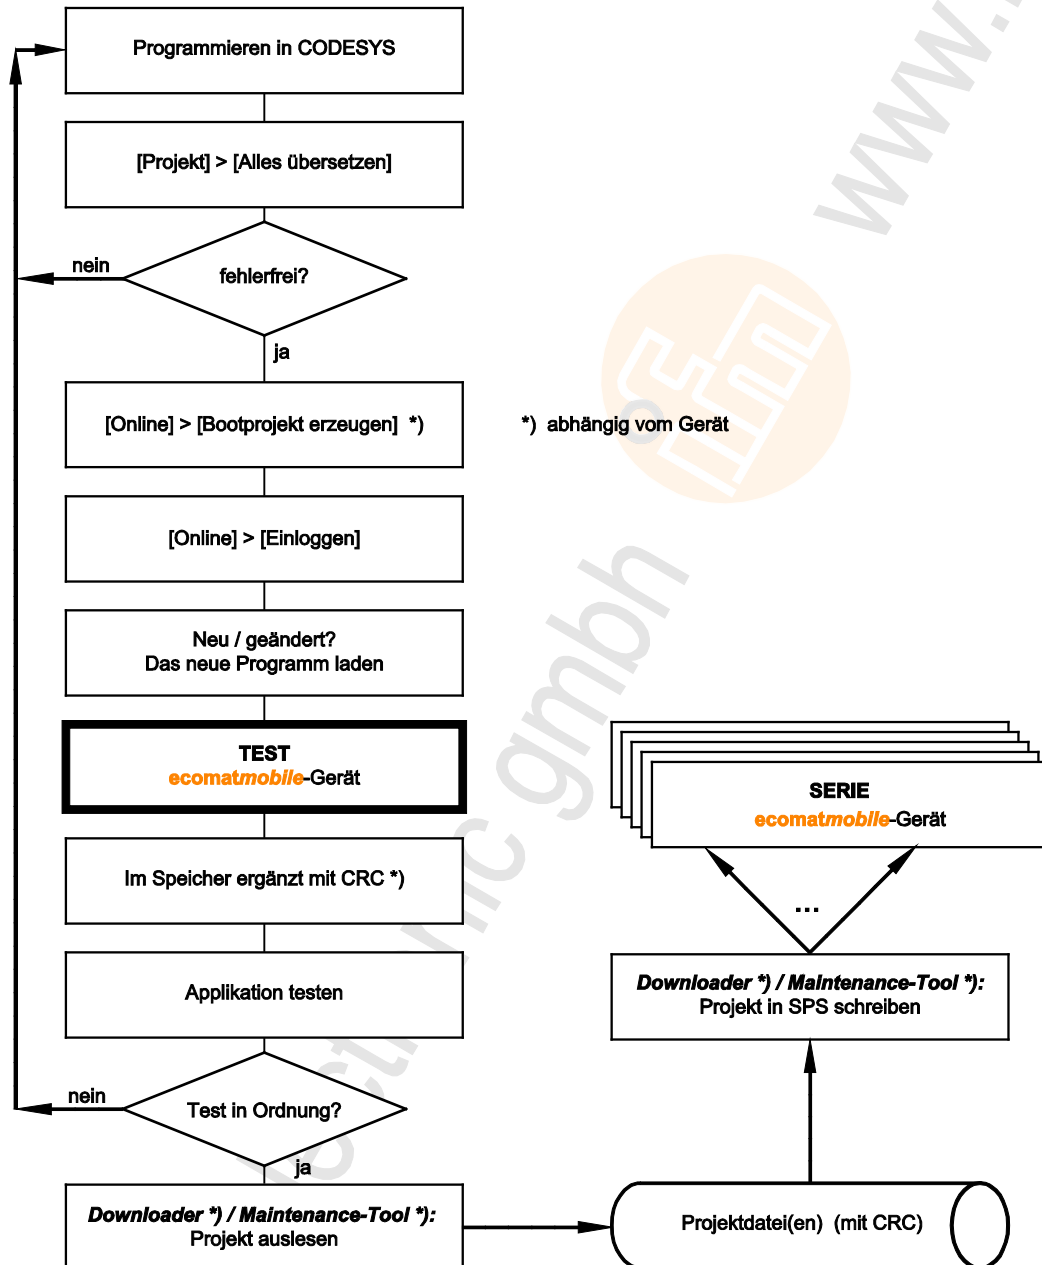 Programmieren in CODESYS
[Projekt] > [Alles übersetzen]
nein
fehlerfrei?
ja
[Online] > [Bootprojekt erzeugen] *)
*) abhängig vom Gerät
[Online] > [Einloggen]
Neu / geändert?
Das neue Programm laden
TEST
ecomatmobile-Gerät
Im Speicher ergänzt mit CRC *)
Applikation testen
nein
Test in Ordnung?
ja
Downloader *) / Maintenance-Tool *):
Projekt auslesen
Projektdatei(en) (mit CRC)
Downloader *) / Maintenance-Tool *):
Projekt in SPS schreiben
...
SERIE
ecomatmobile-Gerät
ifm
www.
gmbh